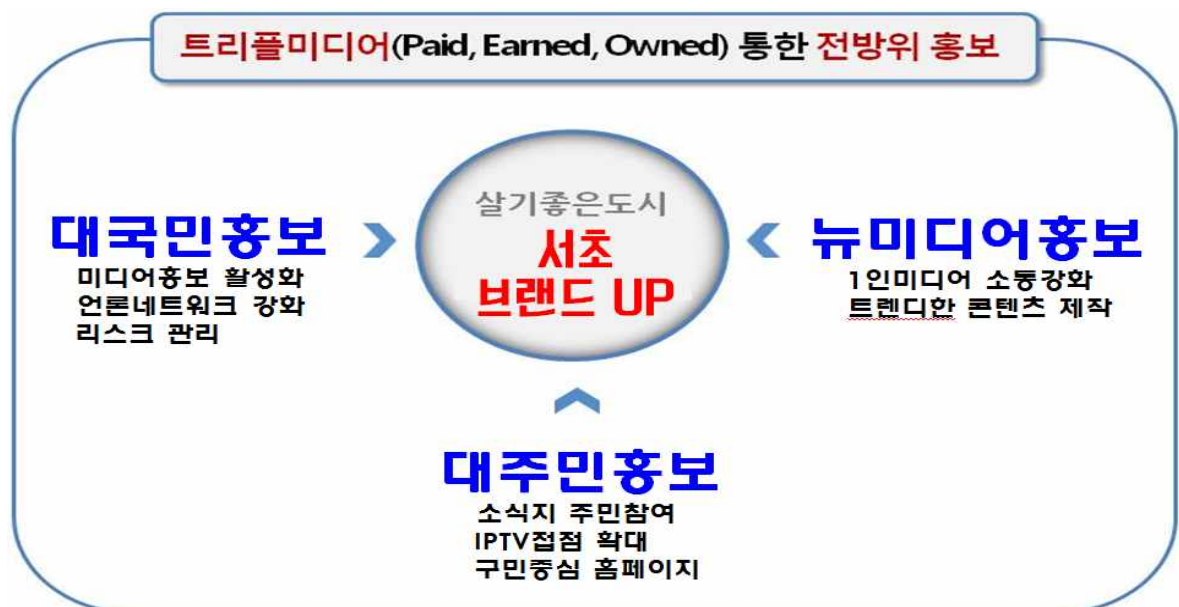 트리플미디어(Paid, Earned, Owned) 통한 전방위 홍보
살기좋은도시
서초
브랜드 UP
대국민홍보
미디어홍보 활성화
언론네트워크 강화
리스크 관리
뉴미디어홍보
1인미디어 소통강화
트렌디한 콘텐츠 제작
대주민홍보
소식지 주민참여
IPTV접점 확대
구민중심 홈페이지